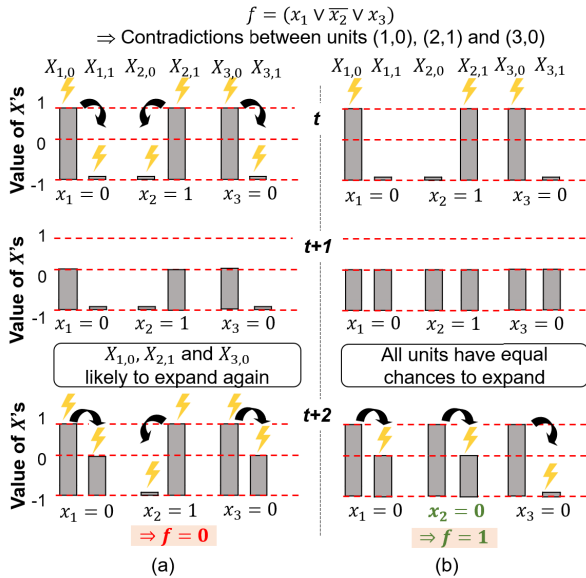 f = (x₁ ∨ x̅₂ ∨ x₃)
⇒ Contradictions between units (1,0), (2,1) and (3,0)
X₁,₀ X₁,₁ X₂,₀ X₂,₁ X₃,₀ X₃,₁
X₁,₀ X₁,₁ X₂,₀ X₂,₁ X₃,₀ X₃,₁
Value of X's
1
0
-1
t
x₁ = 0 x₂ = 1 x₃ = 0
x₁ = 0 x₂ = 1 x₃ = 0
Value of X's
1
0
-1
t+1
x₁ = 0 x₂ = 1 x₃ = 0
x₁ = 0 x₂ = 1 x₃ = 0
X₁,₀, X₂,₁ and X₃,₀
likely to expand again
All units have equal
chances to expand
Value of X's
1
0
-1
t+2
x₁ = 0 x₂ = 1 x₃ = 0
⇒ f = 0
x₁ = 0 x₂ = 0 x₃ = 0
⇒ f = 1
(a)
(b)